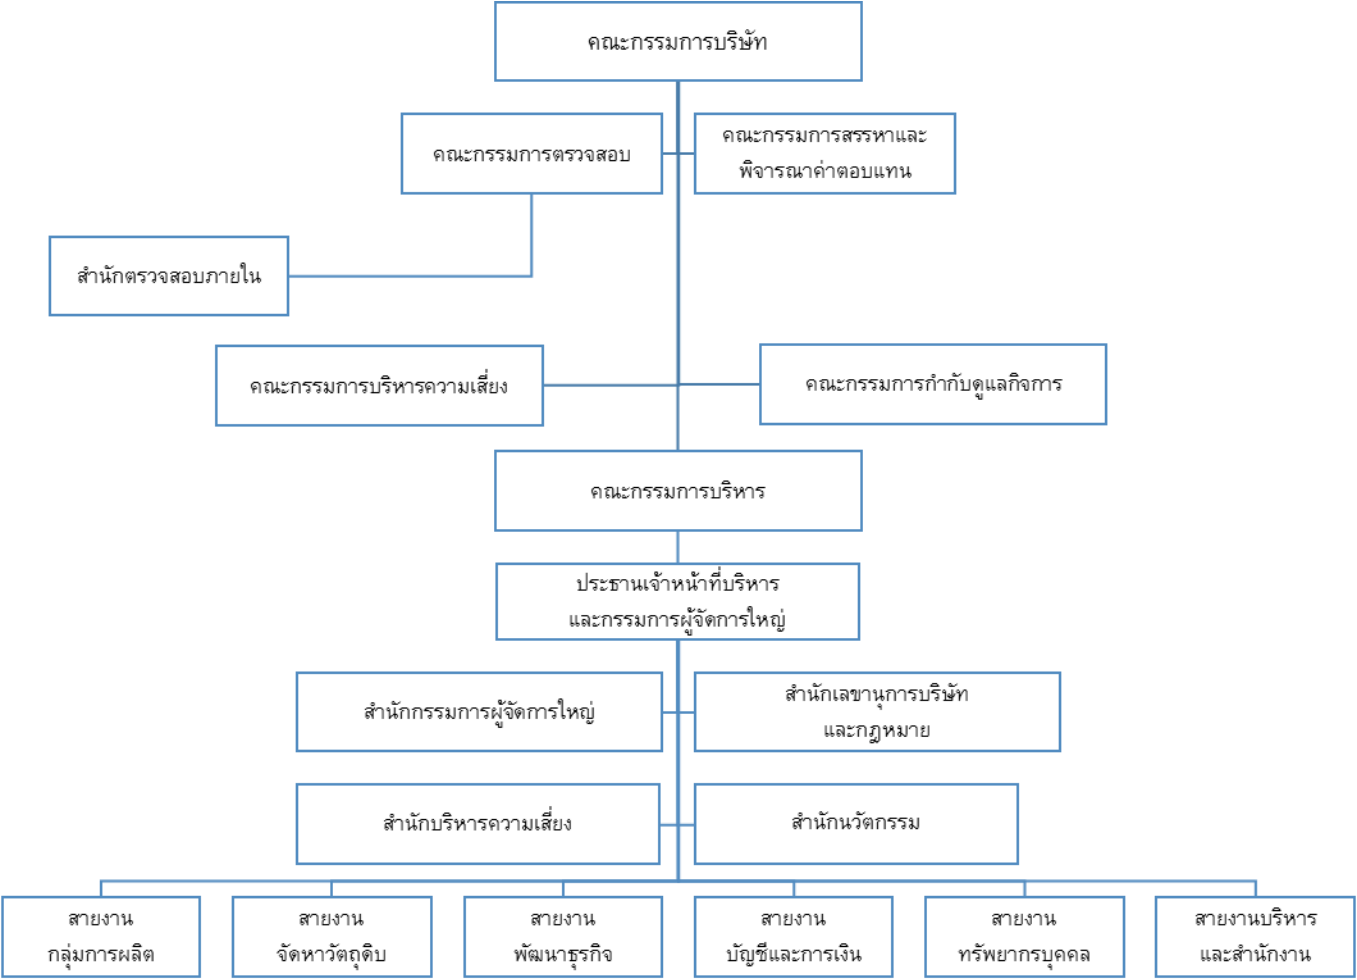 คณะกรรมการบริษัท
คณะกรรมการตรวจสอบ
คณะกรรมการสรรหาและ
พิจารณาค่าตอบแทน
สำนักตรวจสอบภายใน
คณะกรรมการบริหารความเสี่ยง
คณะกรรมการกำกับดูแลกิจการ
คณะกรรมการบริหาร
ประธานเจ้าหน้าที่บริหาร
และกรรมการผู้จัดการใหญ่
สำนักกรรมการผู้จัดการใหญ่
สำนักเลขานุการบริษัท
และกฎหมาย
สำนักบริหารความเสี่ยง
สำนักนวัตกรรม
สายงาน
กลุ่มการผลิต
สายงาน
จัดหาวัตถุดิบ
สายงาน
พัฒนาธุรกิจ
สายงาน
บัญชีและการเงิน
สายงาน
ทรัพยากรบุคคล
สายงานบริหาร
และสำนักงาน